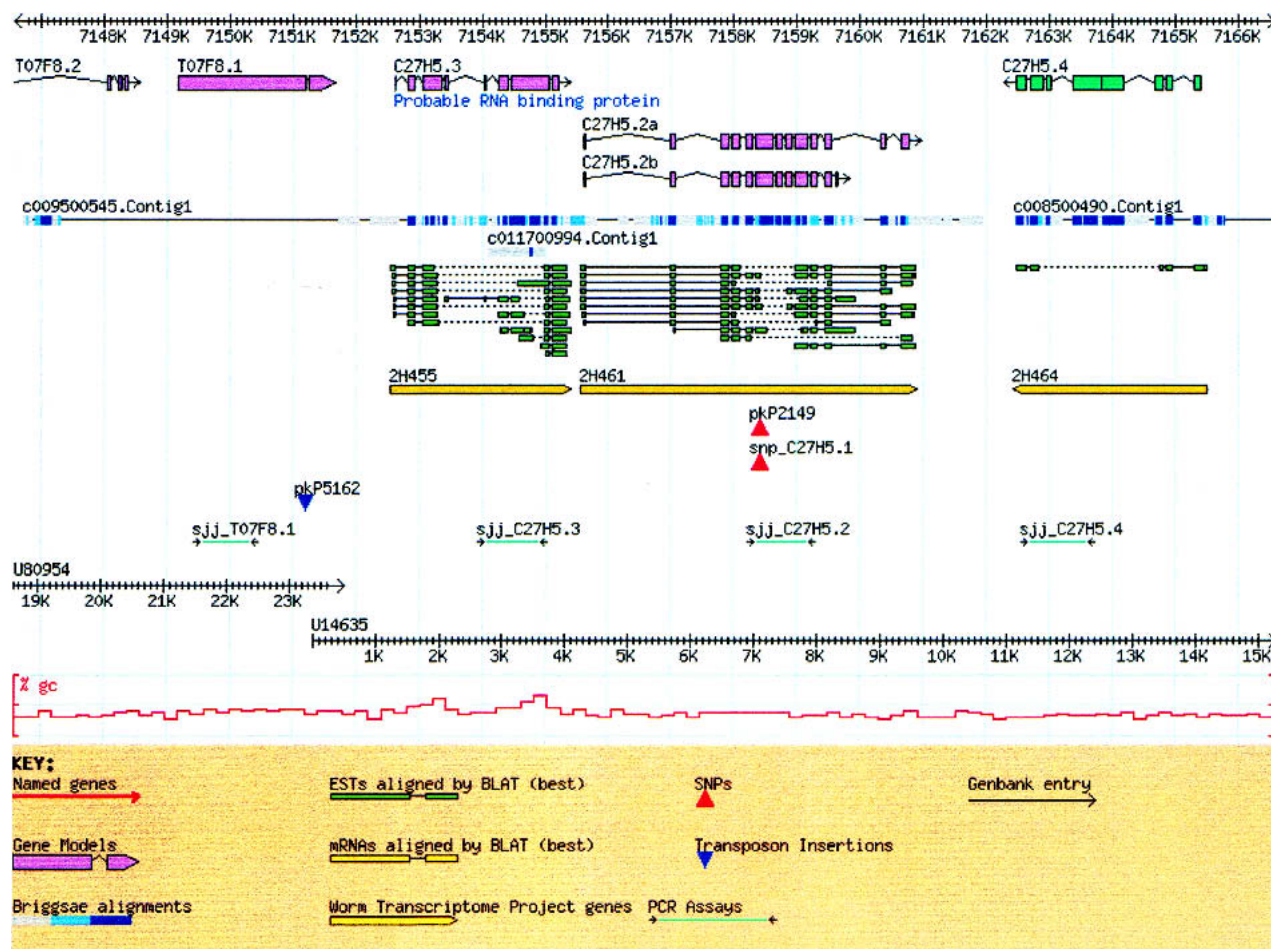 7148K 7149K 7150K 7151K 7152K 7153K 7154K 7155K 7156K 7157K 7158K 7159K 7160K 7161K 7162K 7163K 7164K 7165K 7166K
T07F8.2 T07F8.1 C27H5.3 C27H5.4
Probable RNA binding protein
C27H5.2a
C27H5.2b
c009500545.Contig1 c008500490.Contig1
c011700994.Contig1
2H455 2H461 2H464
pkP2149
snp_C27H5.1
pkP5162
sjj_T07F8.1 sjj_C27H5.3 sjj_C27H5.2 sjj_C27H5.4
U80954
19K 20K 21K 22K 23K
U14635
1K 2K 3K 4K 5K 6K 7K 8K 9K 10K 11K 12K 13K 14K 15K
% gc
KEY:
Named genes ESTs aligned by BLAT (best) SNPs Genbank entry
Gene Models mRNAs aligned by BLAT (best) Transposon Insertions
Briggsae alignments Worm Transcriptome Project genes PCR Assays